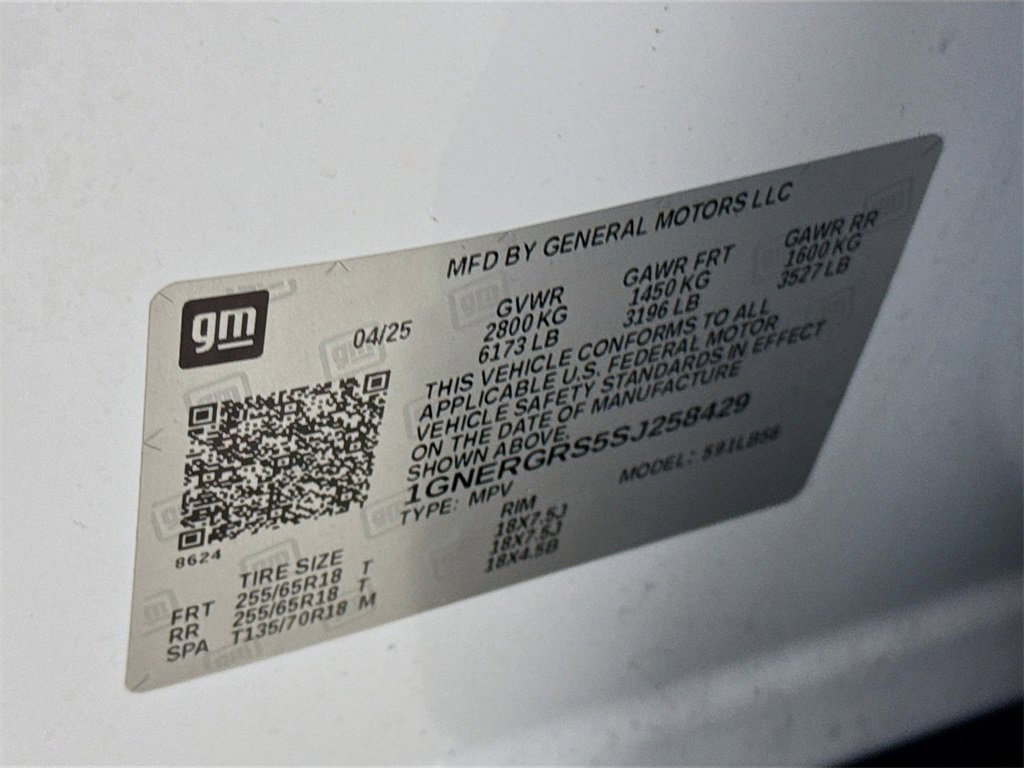 MFD BY GENERAL MOTORS LLC
gm
04/25
GVWR GAWR FRT GAWR RR
2800 KG 1450 KG 1600 KG
6173 LB 3196 LB 3527 LB
THIS VEHICLE CONFORMS TO ALL
APPLICABLE U.S. FEDERAL MOTOR
VEHICLE SAFETY STANDARDS IN EFFECT
ON THE DATE OF MANUFACTURE
SHOWN ABOVE.
1GNERGRS5SJ258429
TYPE: MPV MODEL: 591LB56
8624
TIRE SIZE RIM
FRT 255/65R18 T 18X7.5J
RR 255/65R18 T 18X7.5J
SPA T135/70R18 M 18X4.5B